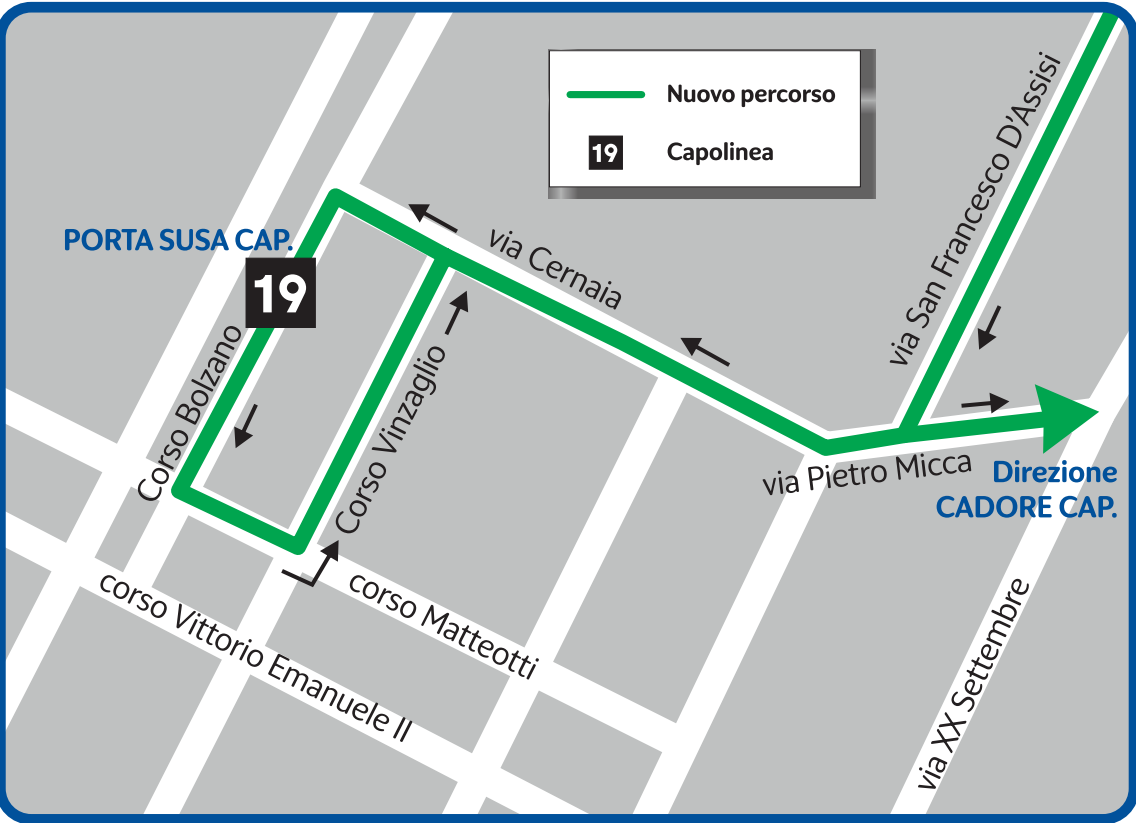 Nuovo percorso
19 Capolinea
via San Francesco D'Assisi
PORTA SUSA CAP.
19
via Cernaia
Corso Bolzano
Corso Vinzaglio
via Pietro Micca
Direzione
CADORE CAP.
corso Matteotti
corso Vittorio Emanuele II
via XX Settembre